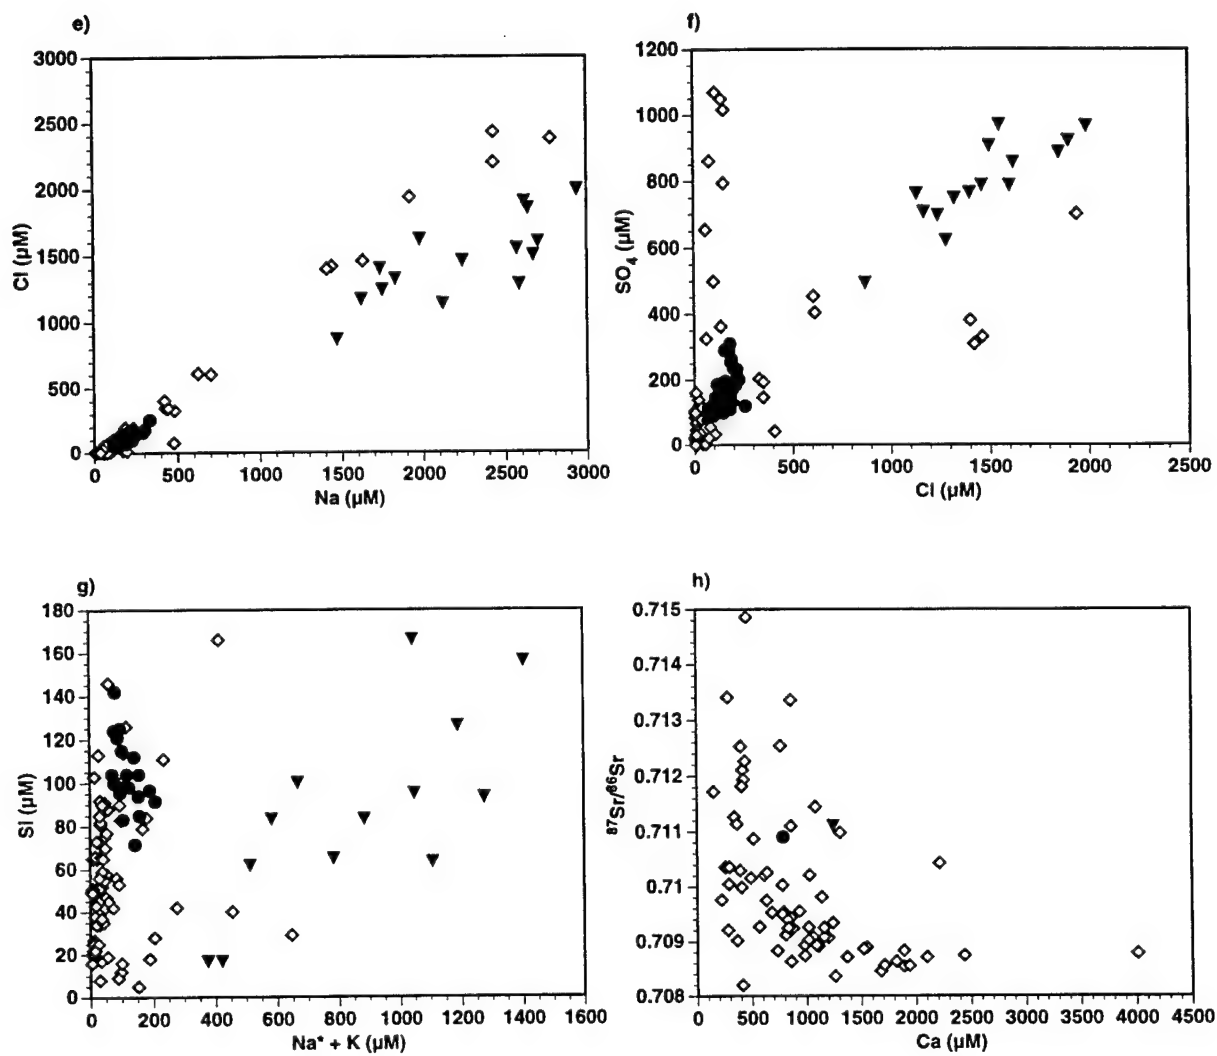 e)
3000
2500
2000
1500
1000
500
0
Cl (µM)
0 500 1000 1500 2000 2500 3000
Na (µM)
f)
1200
1000
800
600
400
200
0
SO4 (µM)
0 500 1000 1500 2000 2500
Cl (µM)
g)
180
160
140
120
100
80
60
40
20
0
Si (µM)
0 200 400 600 800 1000 1200 1400 1600
Na* + K (µM)
h)
0.715
0.714
0.713
0.712
0.711
0.71
0.709
0.708
87Sr/86Sr
0 500 1000 1500 2000 2500 3000 3500 4000 4500
Ca (µM)